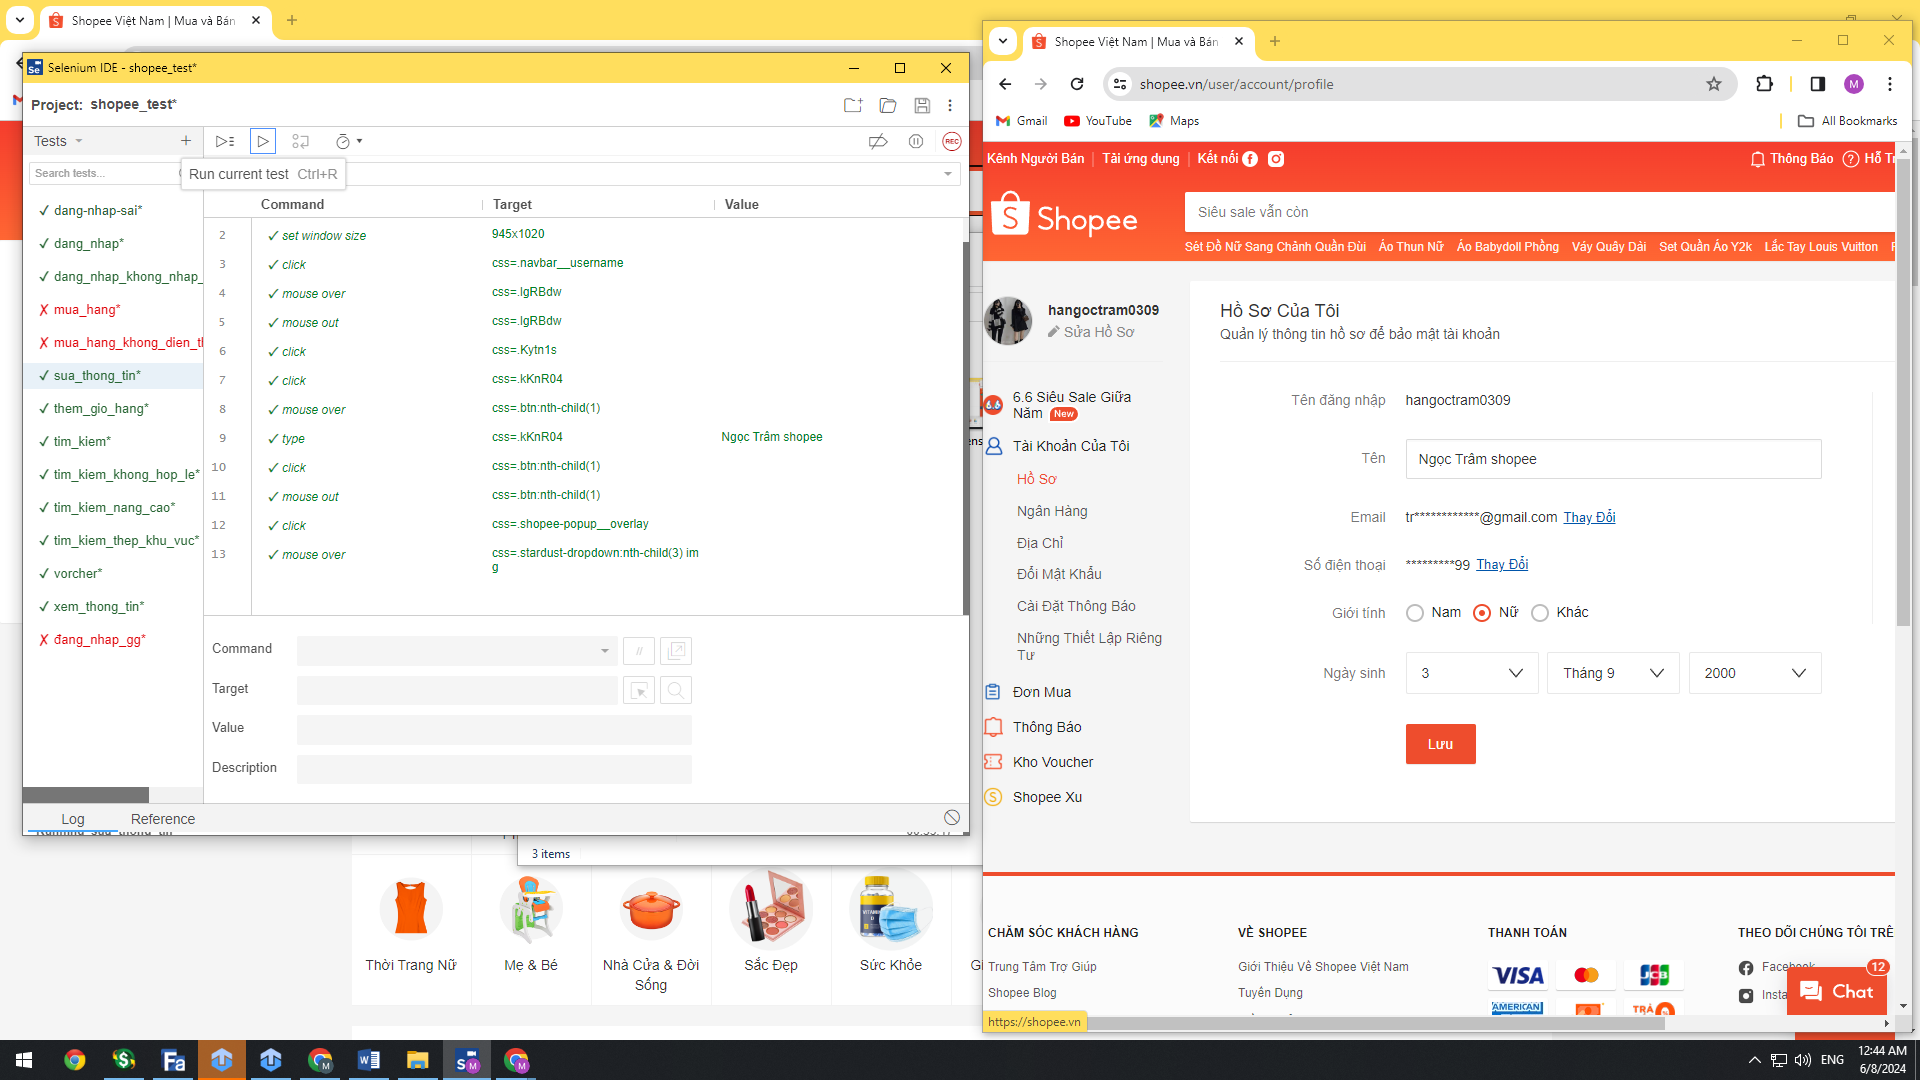 Shopee Việt Nam | Mua và Bán
Selenium IDE - shopee_test*
Project: shopee_test*
Tests
Run current test Ctrl+R
REC
Search tests...
Command Target Value
dang-nhap-sai*
dang_nhap*
dang_nhap_khong_nhap_
mua_hang*
mua_hang_khong_dien_th
sua_thong_tin*
them_gio_hang*
tim_kiem*
tim_kiem_khong_hop_le*
tim_kiem_nang_cao*
tim_kiem_thep_khu_vuc*
vorcher*
xem_thong_tin*
đang_nhap_gg*
2 set window size 945x1020
3 click css=.navbar__username
4 mouse over css=.lgRBdw
5 mouse out css=.lgRBdw
6 click css=.Kytn1s
7 click css=.kKnR04
8 mouse over css=.btn:nth-child(1)
9 type css=.kKnR04 Ngọc Trâm shopee
10 click css=.btn:nth-child(1)
11 mouse out css=.btn:nth-child(1)
12 click css=.shopee-popup__overlay
13 mouse over css=.stardust-dropdown:nth-child(3) im
g
Command
//
Target
Value
Description
Log Reference
3 items
Thời Trang Nữ
Mẹ & Bé
Nhà Cửa & Đời
Sống
Sắc Đẹp
Sức Khỏe
Shopee Việt Nam | Mua và Bán
shopee.vn/user/account/profile
M
Gmail YouTube Maps All Bookmarks
Kênh Người Bán Tải ứng dụng Kết nối Thông Báo Hỗ Tr
Shopee
Siêu sale vẫn còn
Sét Đồ Nữ Sang Chảnh Quần Đùi Áo Thun Nữ Áo Babydoll Phồng Váy Quây Dài Set Quần Áo Y2k Lắc Tay Louis Vuitton
hangoctram0309
Sửa Hồ Sơ
6.6 Siêu Sale Giữa
Năm New
Tài Khoản Của Tôi
Hồ Sơ
Ngân Hàng
Địa Chỉ
Đổi Mật Khẩu
Cài Đặt Thông Báo
Những Thiết Lập Riêng
Tư
Đơn Mua
Thông Báo
Kho Voucher
Shopee Xu
Hồ Sơ Của Tôi
Quản lý thông tin hồ sơ để bảo mật tài khoản
Tên đăng nhập hangoctram0309
Tên Ngọc Trâm shopee
Email tr************@gmail.com Thay Đổi
Số điện thoại *********99 Thay Đổi
Giới tính Nam Nữ Khác
Ngày sinh 3 Tháng 9 2000
Lưu
CHĂM SÓC KHÁCH HÀNG
Trung Tâm Trợ Giúp
Shopee Blog
VỀ SHOPEE
Giới Thiệu Về Shopee Việt Nam
Tuyển Dụng
THANH TOÁN
VISA JCB
AMERICAN
THEO DÕI CHÚNG TÔI TRÊ
Facebook
Insta
12
Chat
https://shopee.vn
ENG
12:44 AM
6/8/2024